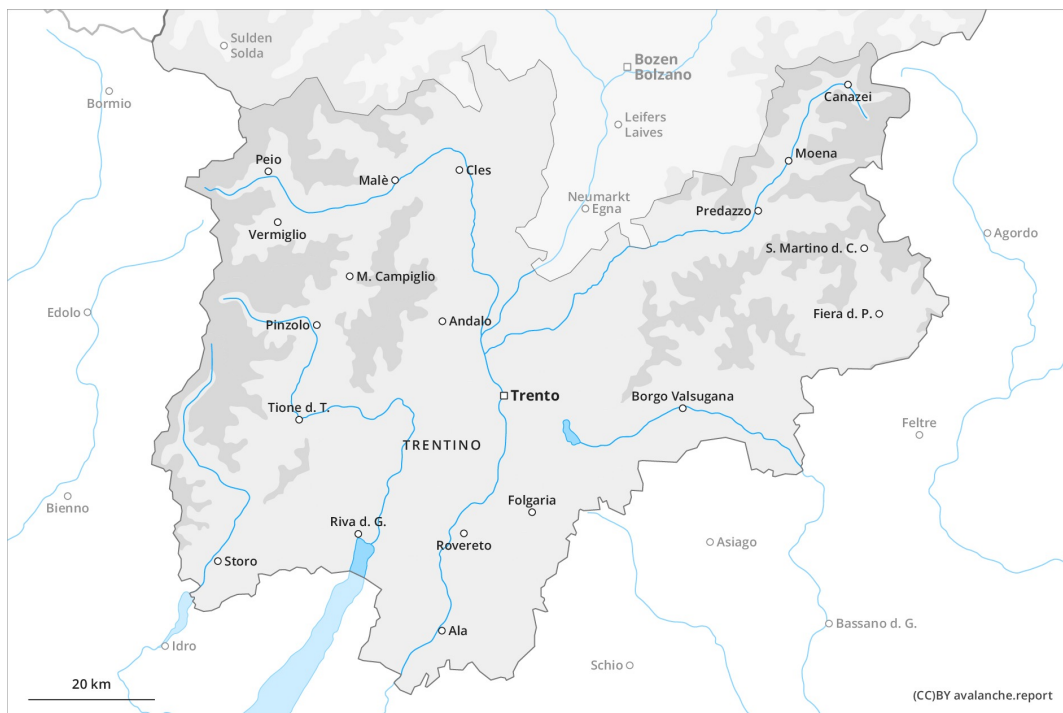 Sulden
Solda
Bozen
Bolzano
Bormio
Canazei
Leifers
Laives
Moena
Peio
Malè
Cles
Neumarkt
Egna
Predazzo
Vermiglio
Agordo
S. Martino d. C.
M. Campiglio
Edolo
Pinzolo
Andalo
Fiera d. P.
Trento
Borgo Valsugana
Tione d. T.
TRENTINO
Feltre
Bienno
Folgaria
Riva d. G.
Rovereto
Asiago
Storo
Ala
Bassano d. G.
Idro
Schio
20 km
(CC)BY avalanche.report